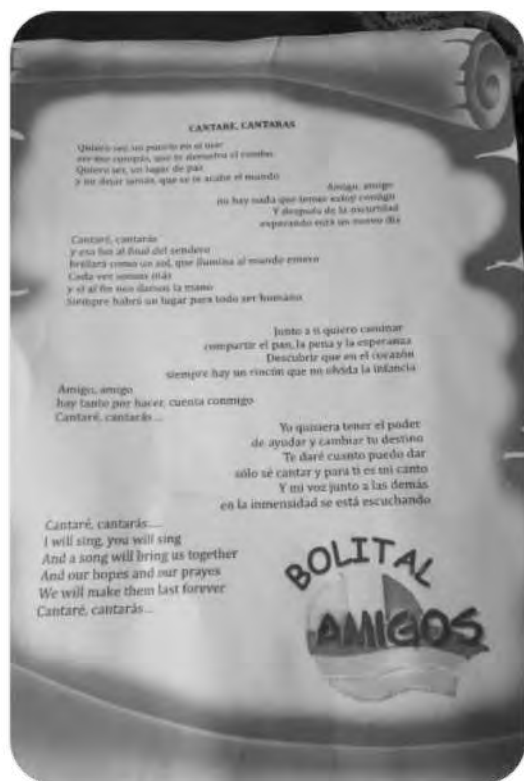 CANTARE, CANTARAS
Quiero ser, un puerto en el mar
ser ese compás, que te devuelva el rumbo
Quiero ser, un lugar de paz
y no dejar jamás, que se te acabe el mundo
Amigo, amigo
no hay nada que temas estoy contigo
Y después de la oscuridad
esperando está un nuevo día
Cantaré, cantarás
y esa luz al final del sendero
brillará como un sol, que ilumina al mundo entero
Cada vez somos más
y si al fin nos damos la mano
Siempre habrá un lugar para todo ser humano
Junto a ti quiero caminar
compartir el pan, la pena y la esperanza
Descubrir que en el corazón
siempre hay un rincón que no olvida la infancia
Amigo, amigo
hay tanto por hacer, cuenta conmigo
Cantaré, cantarás...
Yo quisiera tener el poder
de ayudar y cambiar tu destino
Te daré cuanto puedo dar
sólo sé cantar y para ti es mi canto
Y mi voz junto a las demás
en la inmensidad se está escuchando
Cantaré, cantarás....
I will sing, you will sing
And a song will bring us together
And our hopes and our prayes
We will make them last forever
Cantaré, cantarás...
BOLITAL
AMIGOS